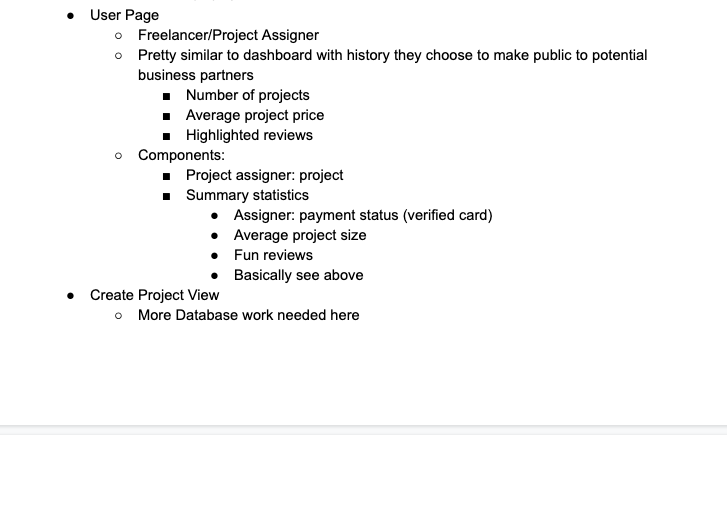 ● User Page
○ Freelancer/Project Assigner
○ Pretty similar to dashboard with history they choose to make public to potential
business partners
■ Number of projects
■ Average project price
■ Highlighted reviews
○ Components:
■ Project assigner: project
■ Summary statistics
● Assigner: payment status (verified card)
● Average project size
● Fun reviews
● Basically see above
● Create Project View
○ More Database work needed here